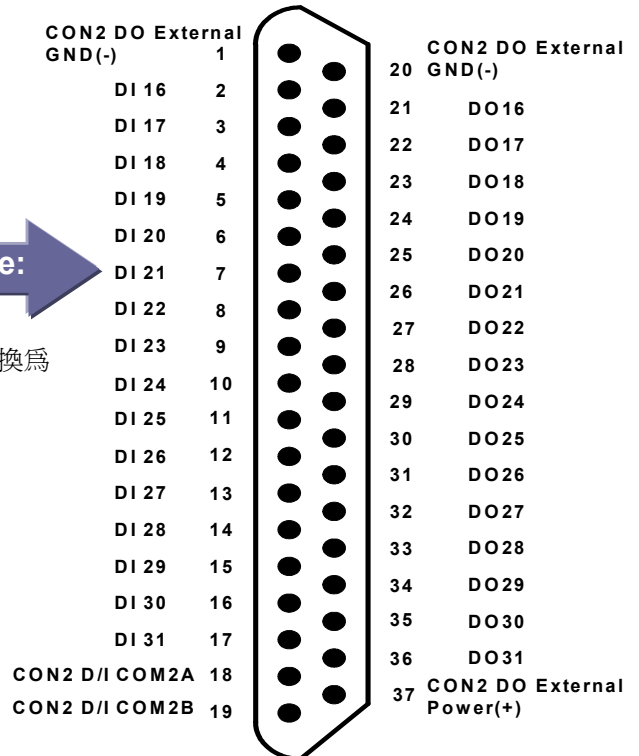 CON2 DO External
GND(-) 1
DI 16 2
DI 17 3
DI 18 4
DI 19 5
DI 20 6
DI 21 7
DI 22 8
DI 23 9
DI 24 10
DI 25 11
DI 26 12
DI 27 13
DI 28 14
DI 29 15
DI 30 16
DI 31 17
CON2 D/I COM2A 18
CON2 D/I COM2B 19
e:
換爲
CON2 DO External
20 GND(-)
21 DO16
22 DO17
23 DO18
24 DO19
25 DO20
26 DO21
27 DO22
28 DO23
29 DO24
30 DO25
31 DO26
32 DO27
33 DO28
34 DO29
35 DO30
36 DO31
37 CON2 DO External
Power(+)